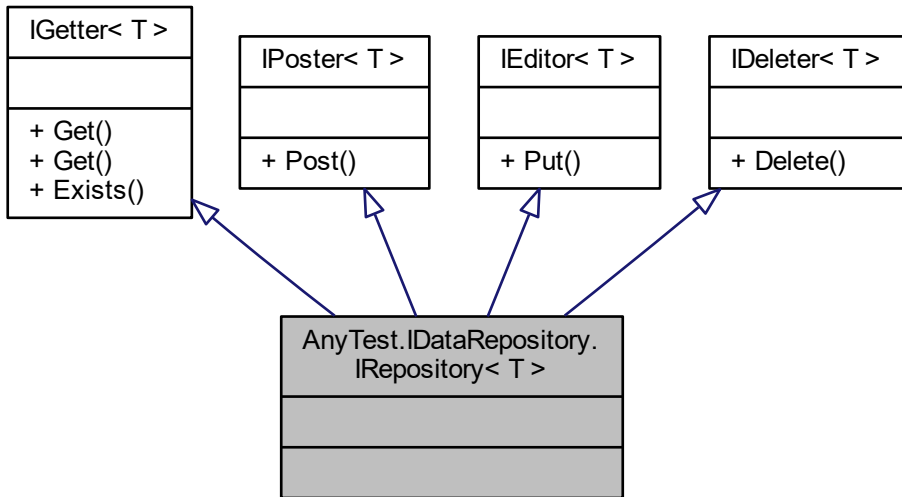 IGetter< T >
+ Get()
+ Get()
+ Exists()
IPoster< T >
+ Post()
IEditor< T >
+ Put()
IDeleter< T >
+ Delete()
AnyTest.IDataRepository.
IRepository< T >